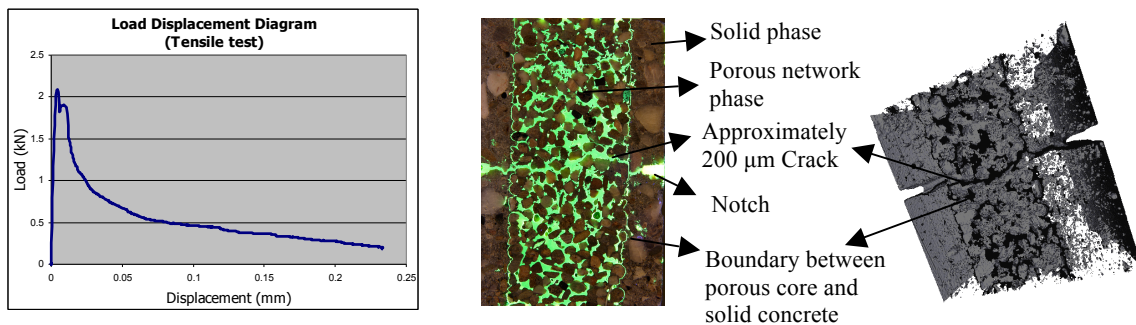 Load Displacement Diagram
(Tensile test)
2.5
2
1.5
1
0.5
0
Load (kN)
0
0.05
0.1
0.15
0.2
0.25
Displacement (mm)
Solid phase
Porous network
phase
Approximately
200 µm Crack
Notch
Boundary between
porous core and
solid concrete